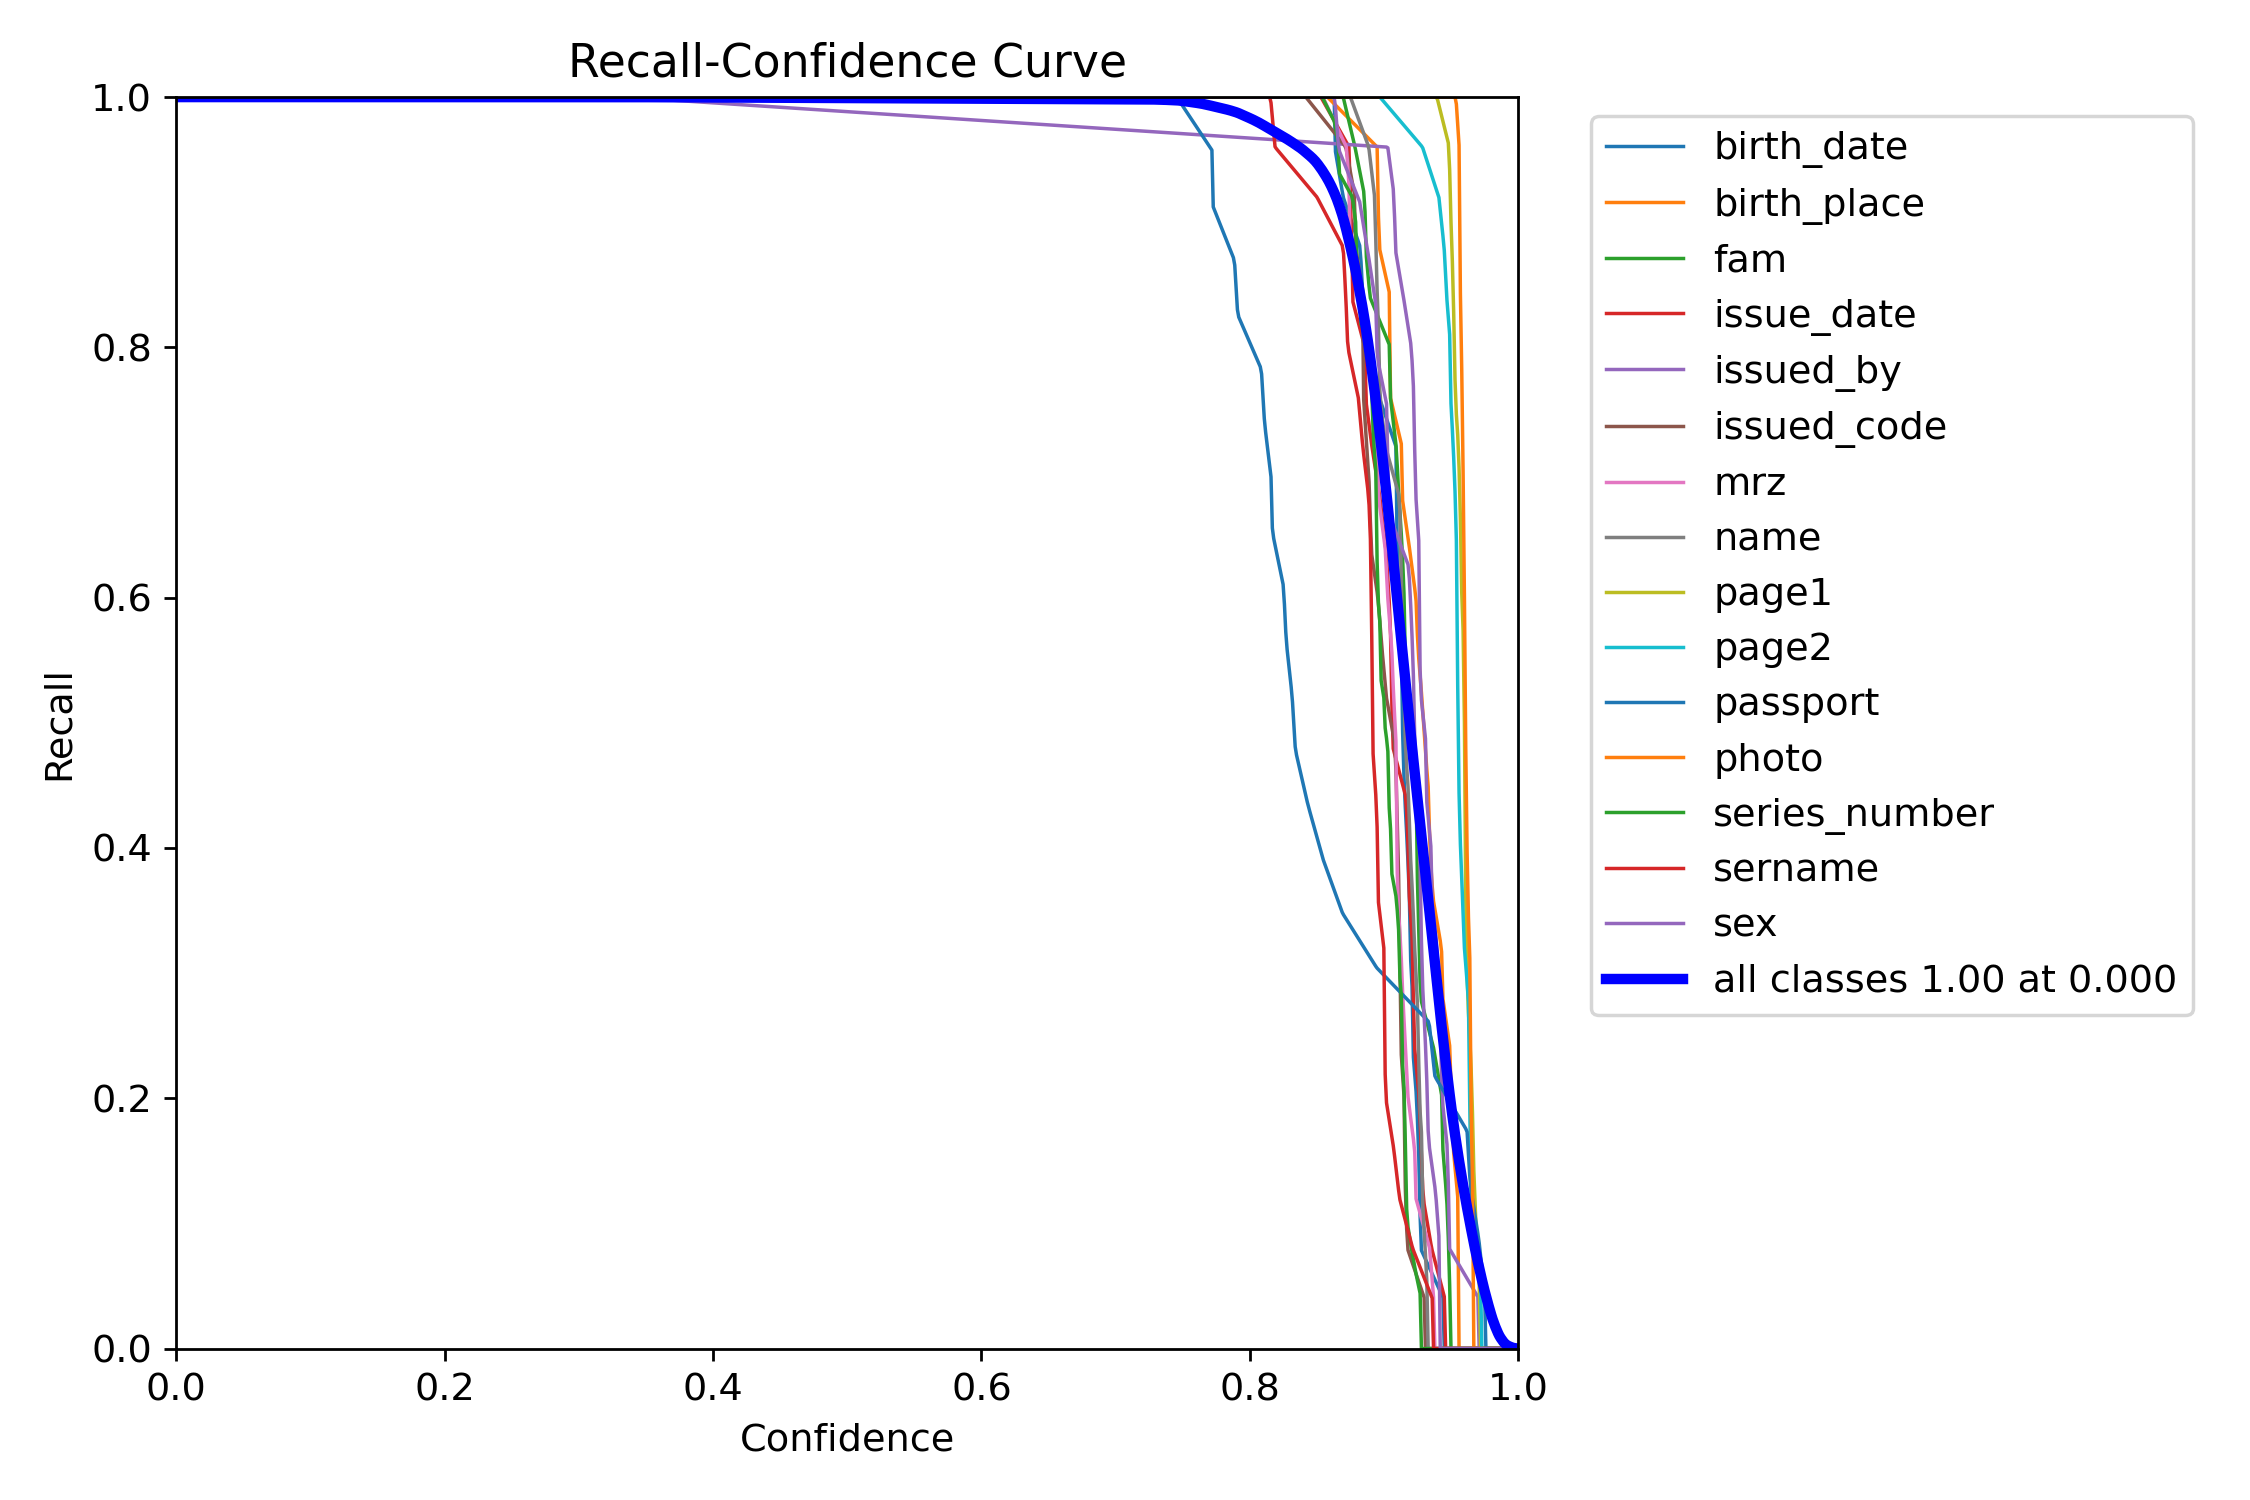 Recall-Confidence Curve
1.0
0.8
0.6
0.4
0.2
0.0
Recall
0.0 0.2 0.4 0.6 0.8 1.0
Confidence
birth_date
birth_place
fam
issue_date
issued_by
issued_code
mrz
name
page1
page2
passport
photo
series_number
sername
sex
all classes 1.00 at 0.000